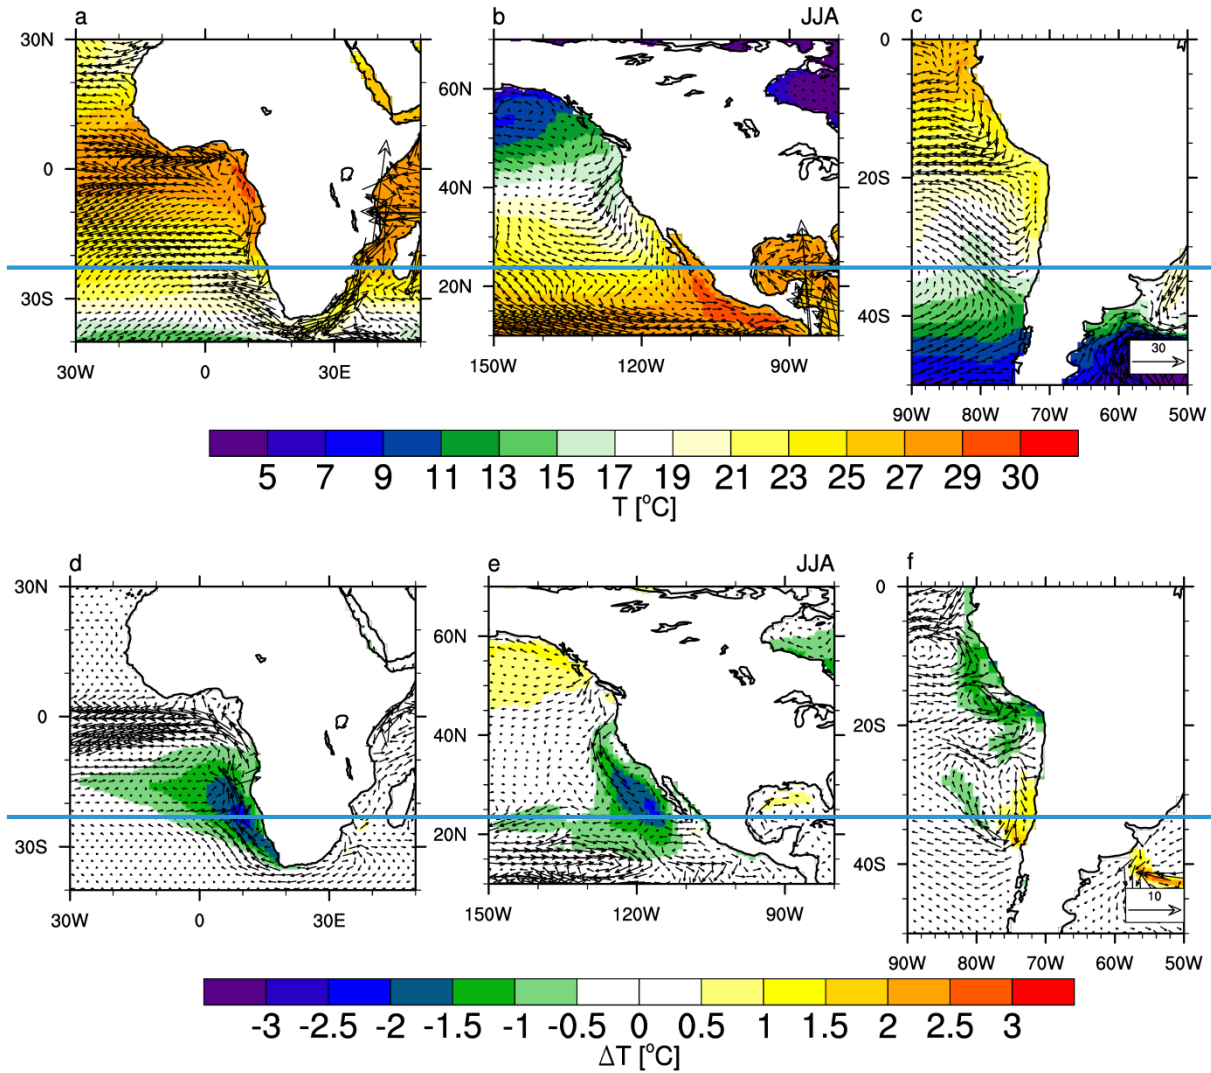 a b JJA c
30N
0
30S
30W 0 30E
60N
40N
20N
150W 120W 90W
0
20S
40S
30
90W 80W 70W 60W 50W
5 7 9 11 13 15 17 19 21 23 25 27 29 30
T [°C]
d e JJA f
30N
0
30S
30W 0 30E
60N
40N
20N
150W 120W 90W
0
20S
40S
10
90W 80W 70W 60W 50W
-3 -2.5 -2 -1.5 -1 -0.5 0 0.5 1 1.5 2 2.5 3
ΔT [°C]